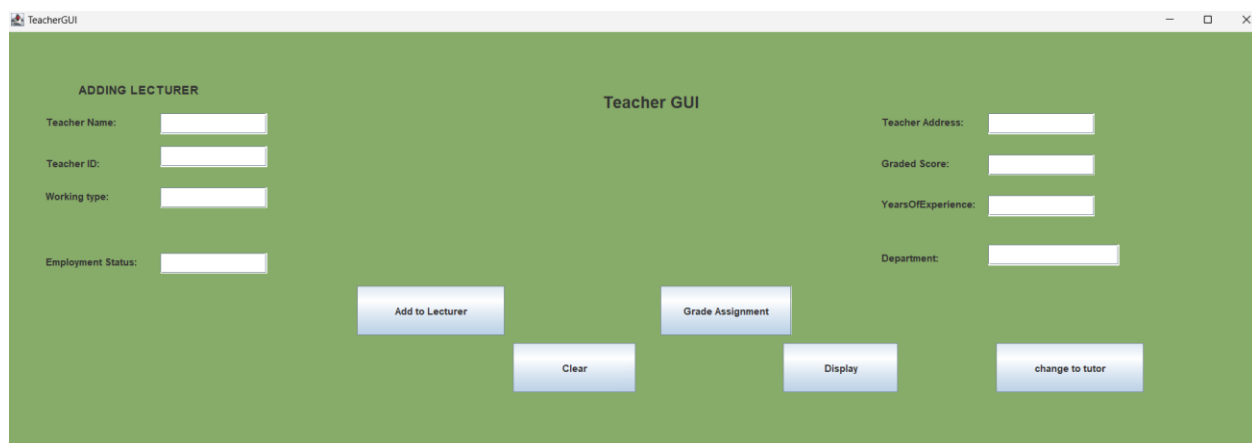 TeacherGUI
ADDING LECTURER
Teacher GUI
Teacher Name:
Teacher Address:
Teacher ID:
Graded Score:
Working type:
YearsOfExperience:
Employment Status:
Department:
Add to Lecturer
Grade Assignment
Clear
Display
change to tutor